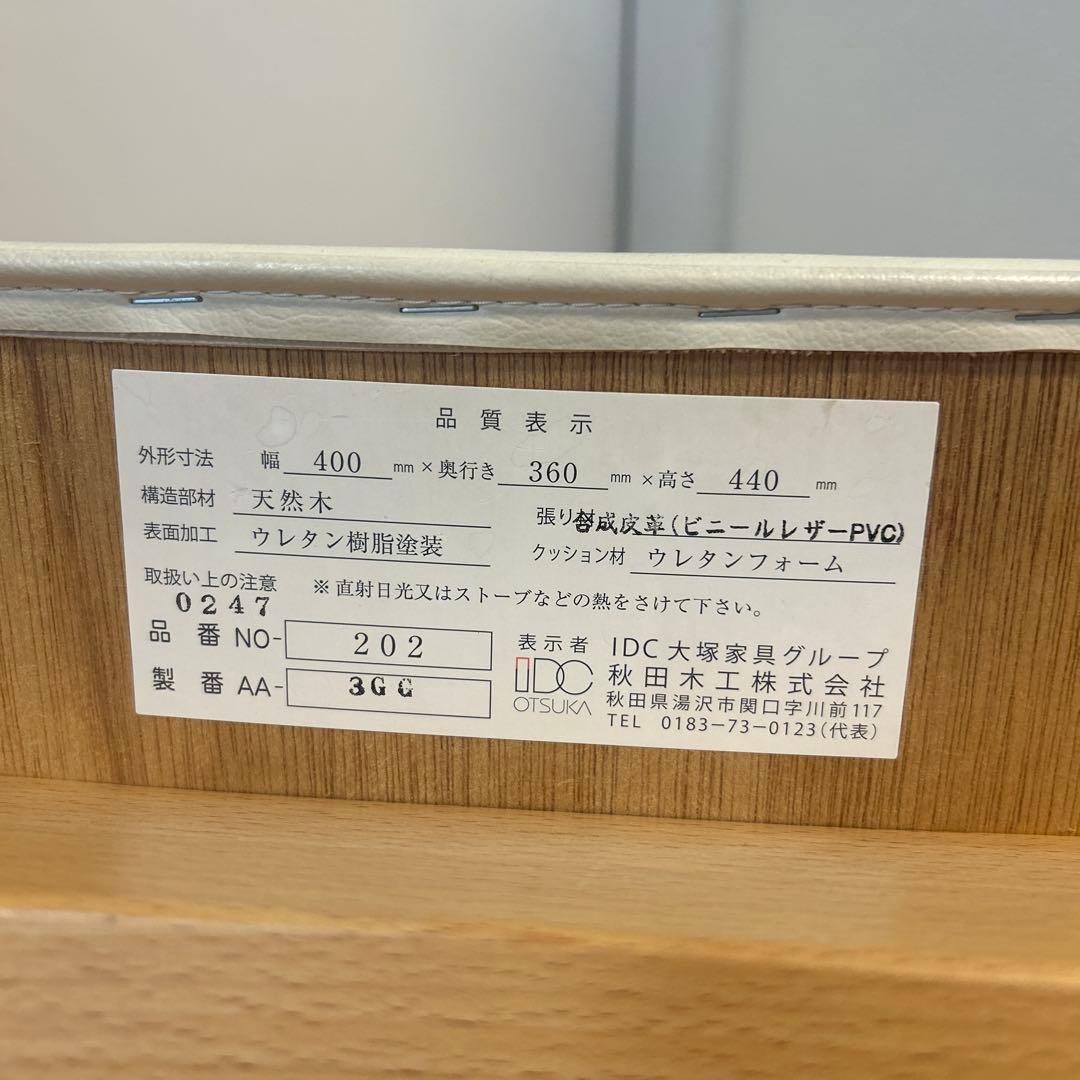 品質表示
外形寸法 幅 400 mm × 奥行き 360 mm × 高さ 440 mm
構造部材 天然木 張り材 合成皮革(ビニールレザーPVC)
表面加工 ウレタン樹脂塗装 クッション材 ウレタンフォーム
取扱い上の注意 ※直射日光又はストーブなどの熱をさけて下さい。
0247
品番 NO- 202
製番 AA- 3GG
表示者 IDC大塚家具グループ
IDC OTSUKA
秋田木工株式会社
秋田県湯沢市関口字川前117
TEL 0183-73-0123(代表)